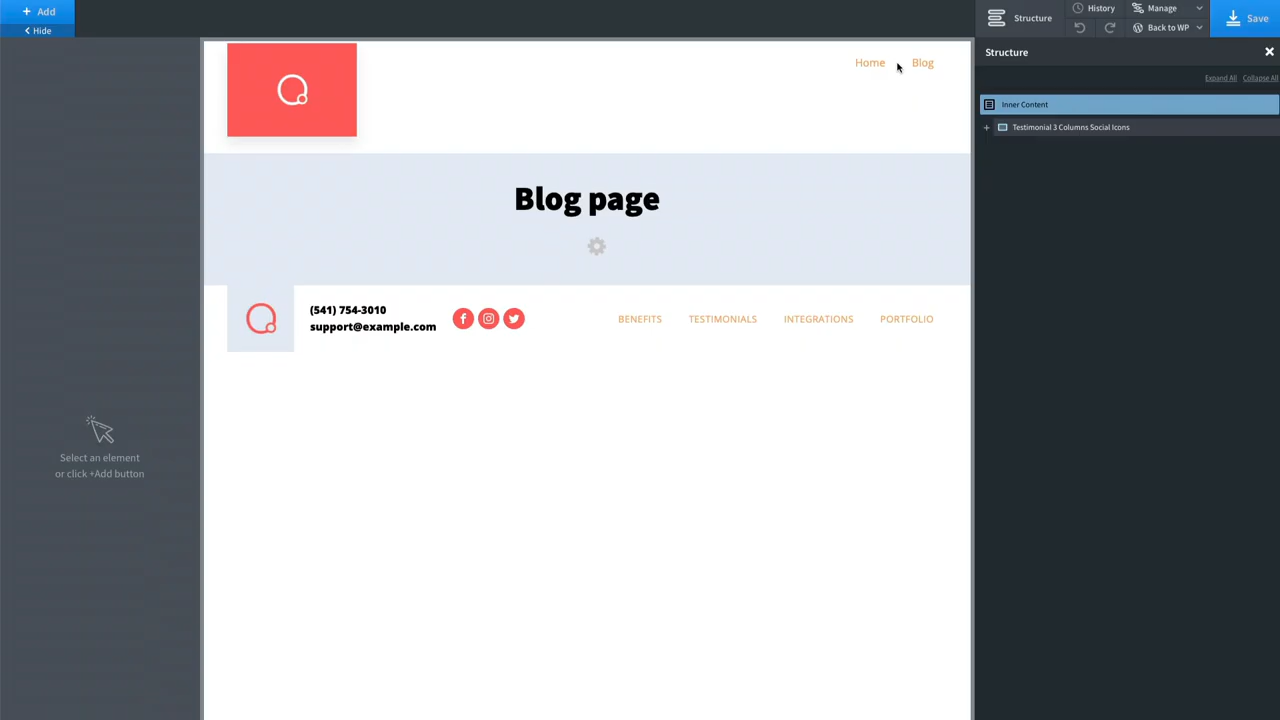 + Add
< Hide
Structure
History
Manage
Back to WP
Save
Structure
Expand All
Collapse All
Inner Content
+ Testimonial 3 Columns Social Icons
Home
Blog
Blog page
(541) 754-3010
support@example.com
BENEFITS
TESTIMONIALS
INTEGRATIONS
PORTFOLIO
Select an element
or click +Add button